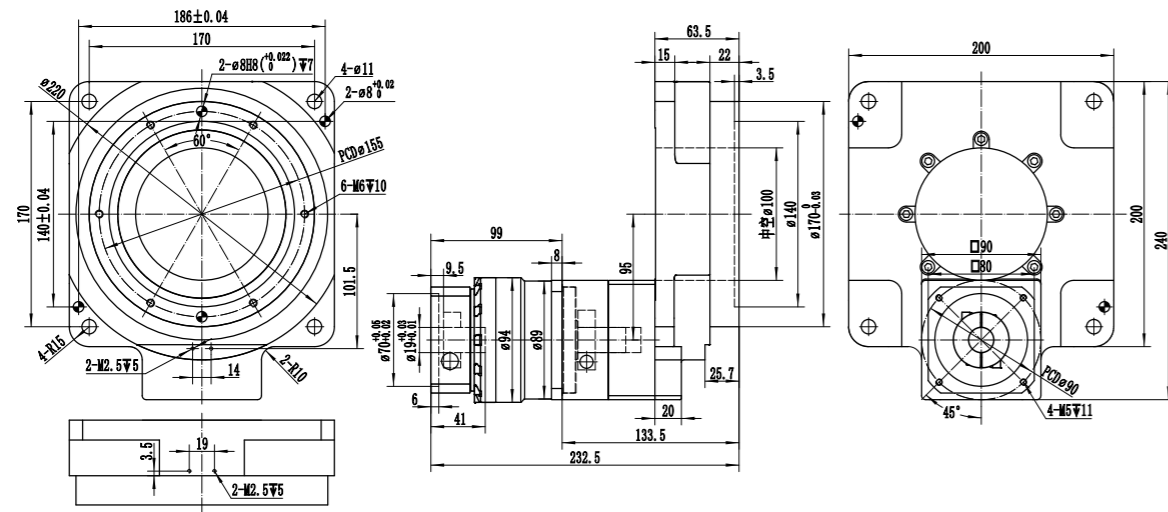 186±0.04
170
2-ø8H8(+0.022 0)↧7
4-ø11
2-ø8+0.02 0
ø220
60°
PCDø155
6-M6↧10
170
140±0.04
101.5
4-R15
2-M2.5↧5
14
2-R10
3.5
19
2-M2.5↧5
63.5
15
22
3.5
中空ø100
ø140
ø170 0 -0.03
99
8
9.5
95
ø70+0.05 +0.02
ø19+0.03 +0.01
ø94
ø89
6
41
25.7
20
133.5
232.5
200
□90
□80
200
240
PCDø90
45°
4-M5↧11